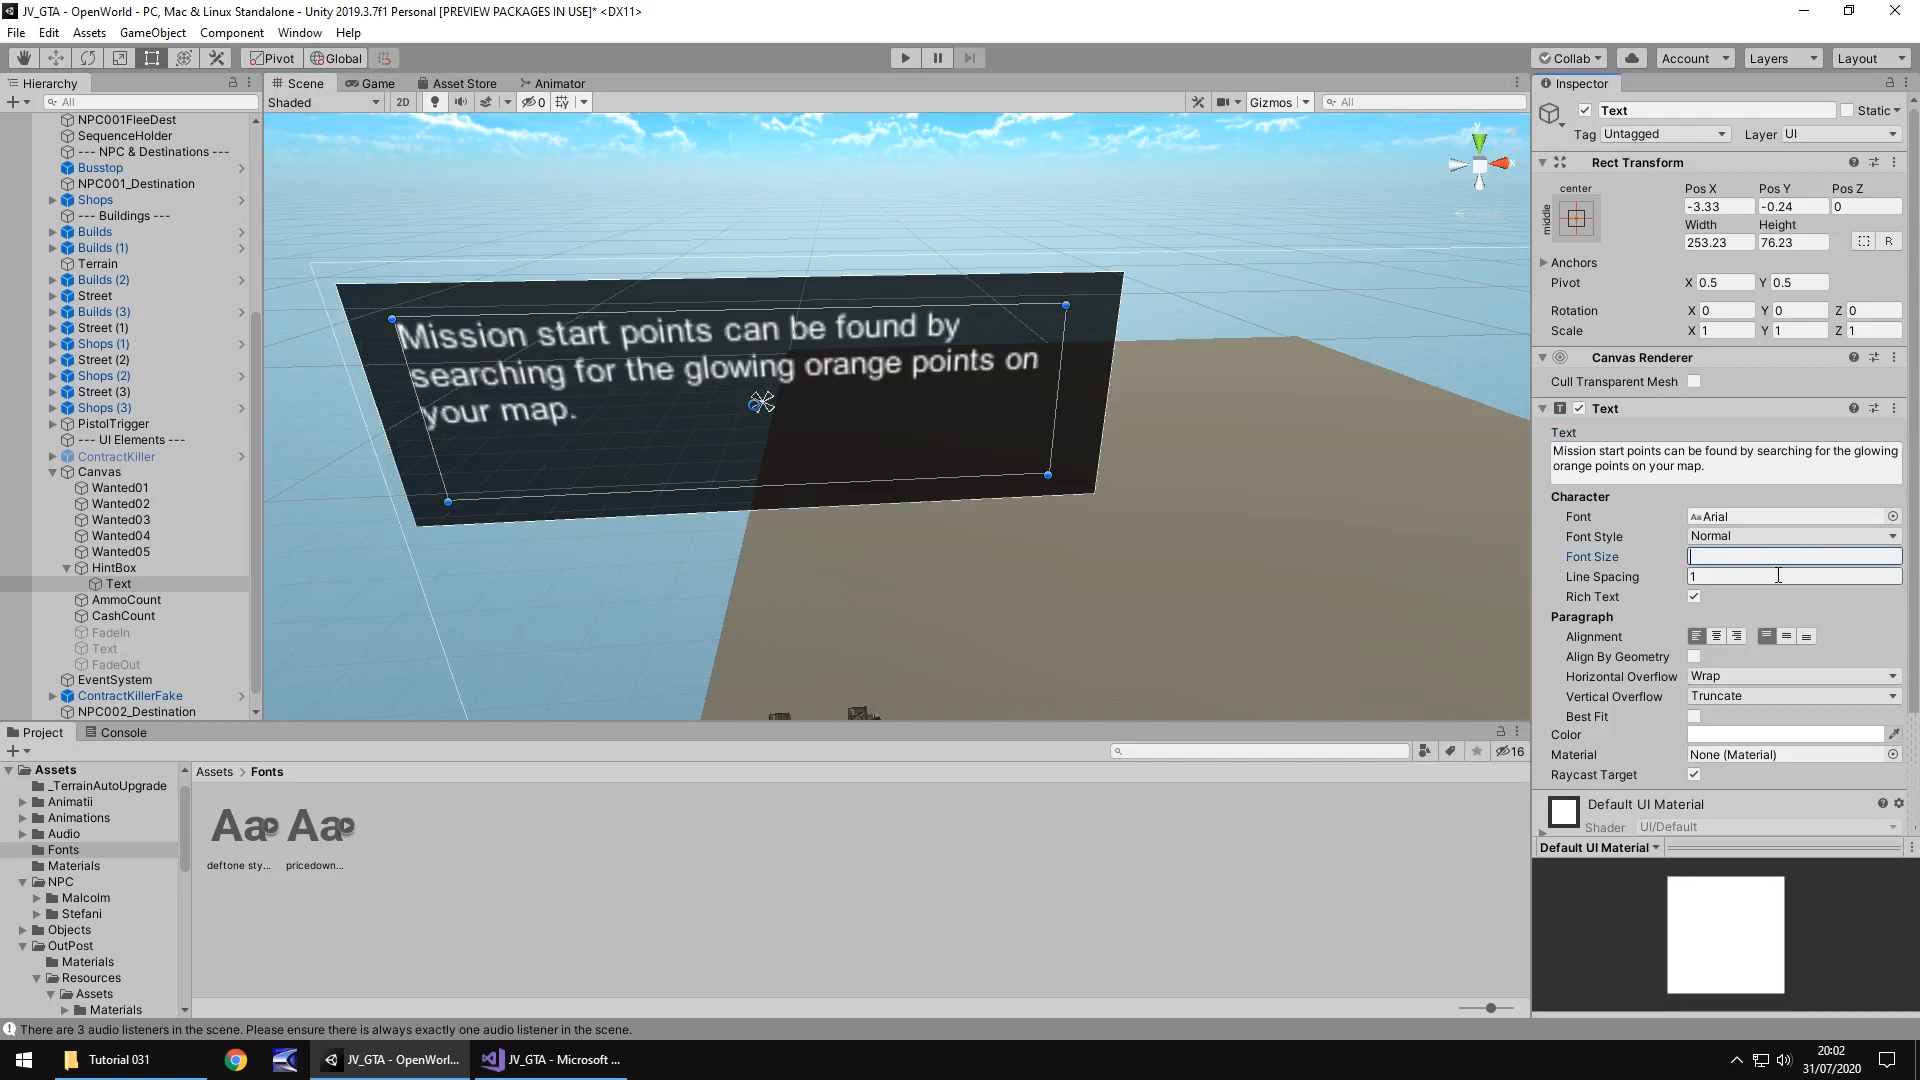 JV_GTA - OpenWorld - PC, Mac & Linux Standalone - Unity 2019.3.7f1 Personal [PREVIEW PACKAGES IN USE]* <DX11>
File Edit Assets GameObject Component Window Help
Pivot Global Collab Account Layers Layout
Hierarchy
All
NPC001FleeDest
SequenceHolder
--- NPC & Destinations ---
Busstop
NPC001_Destination
Shops
--- Buildings ---
Builds
Builds (1)
Terrain
Builds (2)
Street
Builds (3)
Street (1)
Shops (1)
Street (2)
Shops (2)
Street (3)
Shops (3)
PistolTrigger
--- UI Elements ---
ContractKiller
Canvas
Wanted01
Wanted02
Wanted03
Wanted04
Wanted05
HintBox
Text
AmmoCount
CashCount
FadeIn
Text
FadeOut
EventSystem
ContractKillerFake
NPC002_Destination
Scene Game Asset Store Animator
Shaded 2D 0 Gizmos All
y
x
Persp
Mission start points can be found by
searching for the glowing orange points on
your map.
Inspector
Text Static
Tag Untagged Layer UI
Rect Transform
center
middle
Pos X Pos Y Pos Z
-3.33 -0.24 0
Width Height
253.23 76.23 R
Anchors
Pivot X 0.5 Y 0.5
Rotation X 0 Y 0 Z 0
Scale X 1 Y 1 Z 1
Canvas Renderer
Cull Transparent Mesh
Text
Text
Mission start points can be found by searching for the glowing
orange points on your map.
Character
Font Arial
Font Style Normal
Font Size
Line Spacing 1
Rich Text
Paragraph
Alignment
Align By Geometry
Horizontal Overflow Wrap
Vertical Overflow Truncate
Best Fit
Color
Material None (Material)
Raycast Target
Default UI Material
Shader UI/Default
Default UI Material
Project Console
16
Assets
_TerrainAutoUpgrade
Animatii
Animations
Audio
Fonts
Materials
NPC
Malcolm
Stefani
Objects
OutPost
Materials
Resources
Assets
Materials
Assets > Fonts
Aa Aa
deftone sty... pricedown...
There are 3 audio listeners in the scene. Please ensure there is always exactly one audio listener in the scene.
Tutorial 031
JV_GTA - OpenWorl...
JV_GTA - Microsoft ...
20:02
31/07/2020